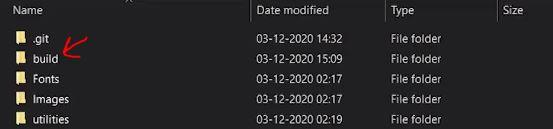 Name Date modified Type Size
.git 03-12-2020 14:32 File folder
build 03-12-2020 15:09 File folder
Fonts 03-12-2020 02:17 File folder
Images 03-12-2020 02:17 File folder
utilities 03-12-2020 02:19 File folder